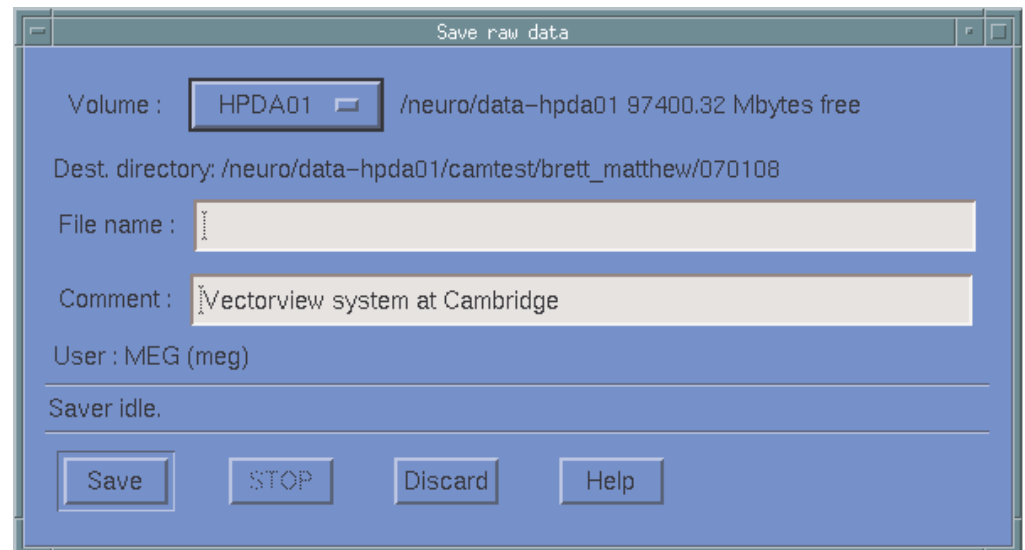 Save raw data
Volume : HPDA01 /neuro/data-hpda01 97400.32 Mbytes free
Dest. directory: /neuro/data-hpda01/camtest/brett_matthew/070108
File name :
Comment : Vectorview system at Cambridge
User : MEG (meg)
Saver idle.
Save STOP Discard Help